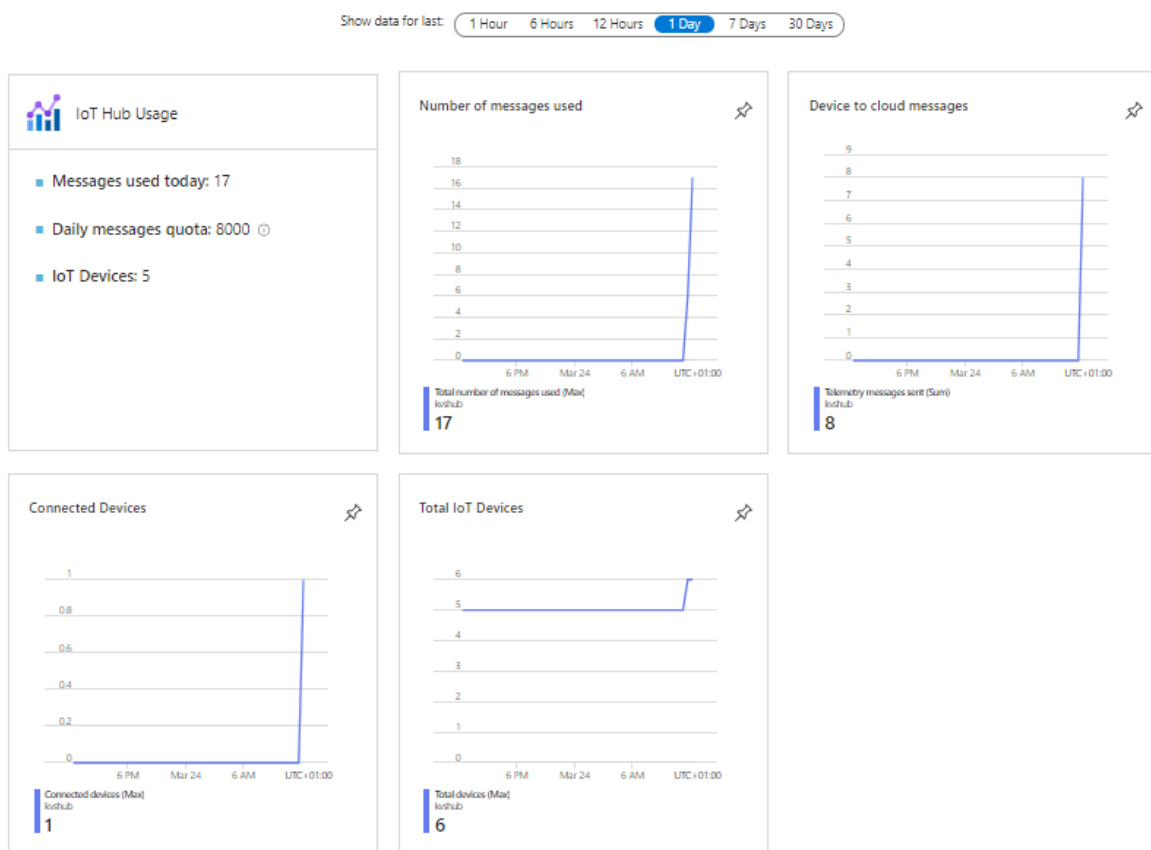 Show data for last: 1 Hour 6 Hours 12 Hours 1 Day 7 Days 30 Days
IoT Hub Usage
Messages used today: 17
Daily messages quota: 8000
IoT Devices: 5
Number of messages used
18
16
14
12
10
8
6
4
2
0
6 PM Mar 24 6 AM UTC+01:00
Total number of messages used (Max)
kvshub
17
Device to cloud messages
9
8
7
6
5
4
3
2
1
0
6 PM Mar 24 6 AM UTC+01:00
Telemetry messages sent (Sum)
kvshub
8
Connected Devices
1
0.8
0.6
0.4
0.2
0
6 PM Mar 24 6 AM UTC+01:00
Connected devices (Max)
kvshub
1
Total IoT Devices
6
5
4
3
2
1
0
6 PM Mar 24 6 AM UTC+01:00
Total devices (Max)
kvshub
6